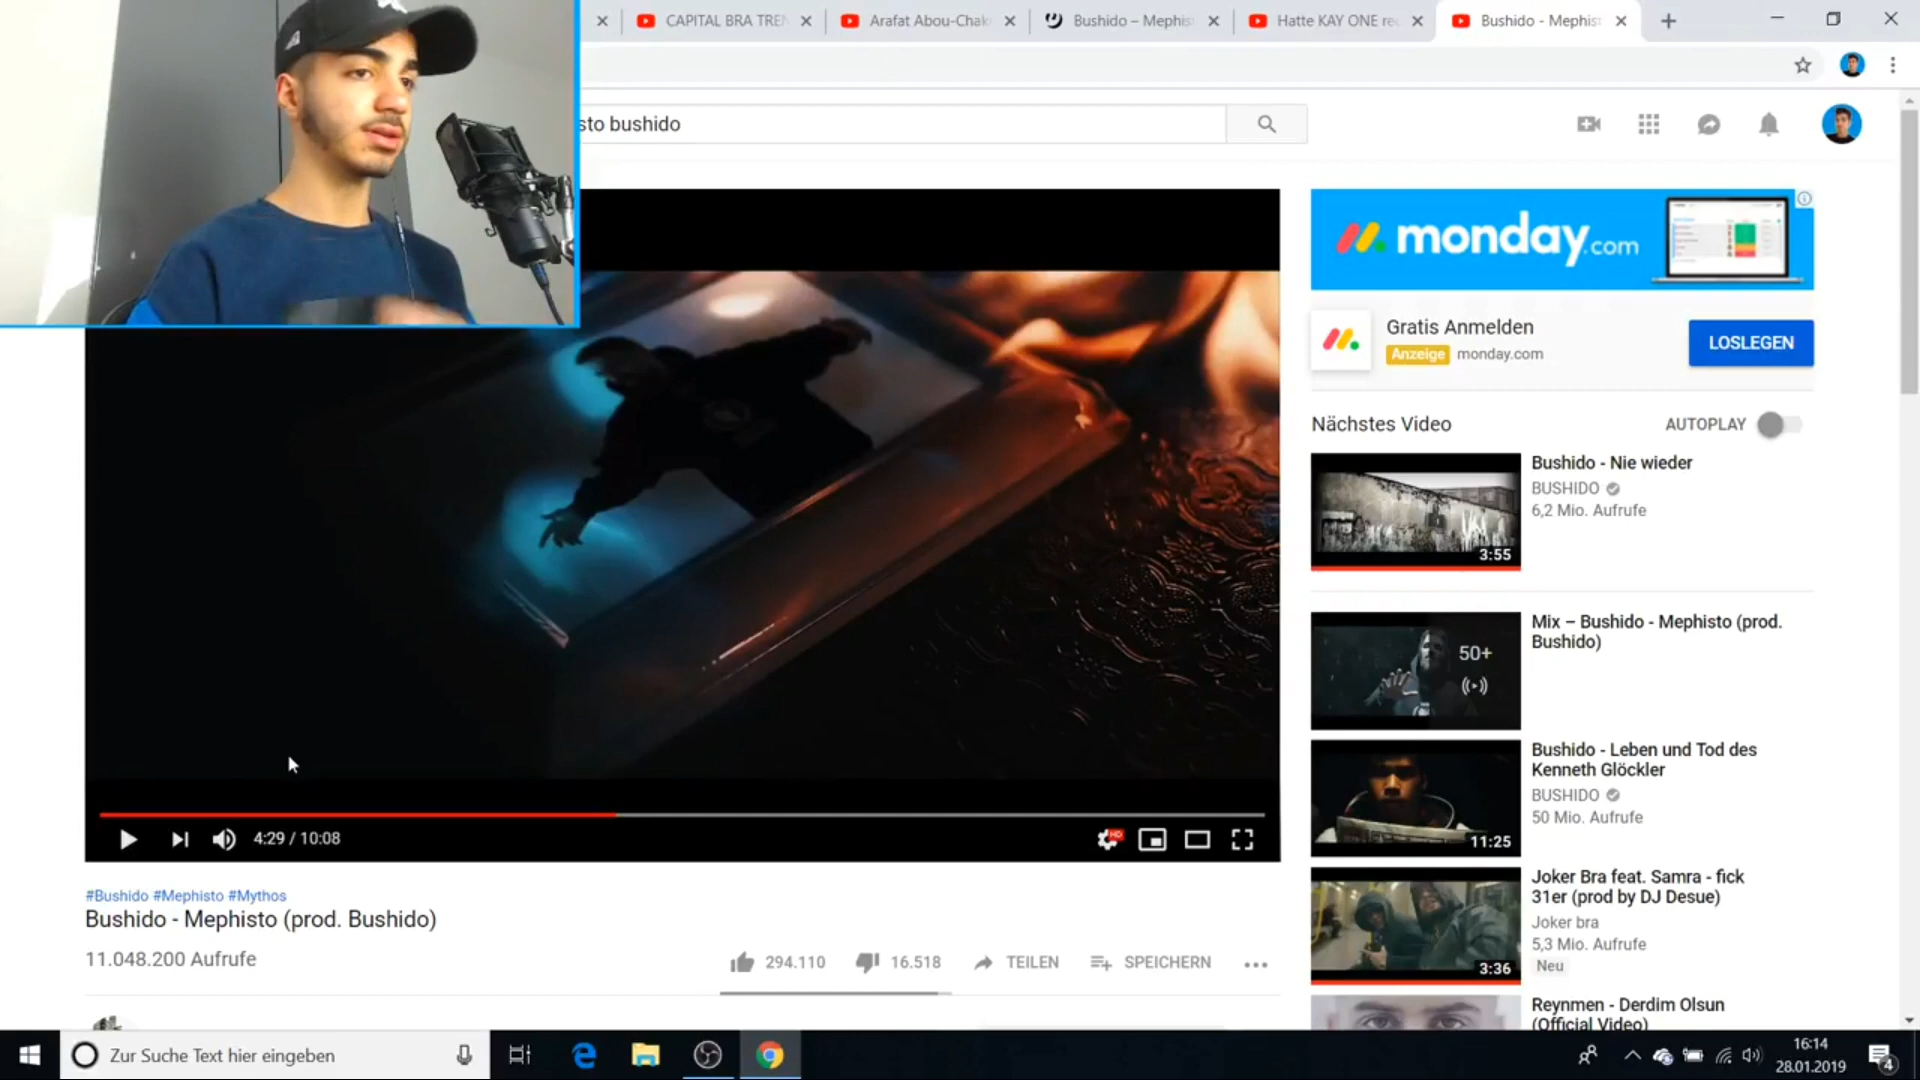 CAPITAL BRA TREN
Arafat Abou-Chak
Bushido – Mephist
Hatte KAY ONE re
Bushido - Mephist
sto bushido
monday.com
Gratis Anmelden
Anzeige monday.com
LOSLEGEN
Nächstes Video
AUTOPLAY
Bushido - Nie wieder
BUSHIDO
6,2 Mio. Aufrufe
3:55
Mix – Bushido - Mephisto (prod.
Bushido)
50+
Bushido - Leben und Tod des
Kenneth Glöckler
BUSHIDO
50 Mio. Aufrufe
11:25
Joker Bra feat. Samra - fick
31er (prod by DJ Desue)
Joker bra
5,3 Mio. Aufrufe
Neu
3:36
Reynmen - Derdim Olsun
(Official Video)
4:29 / 10:08
HD
#Bushido #Mephisto #Mythos
Bushido - Mephisto (prod. Bushido)
11.048.200 Aufrufe
294.110
16.518
TEILEN
SPEICHERN
Zur Suche Text hier eingeben
16:14
28.01.2019
4